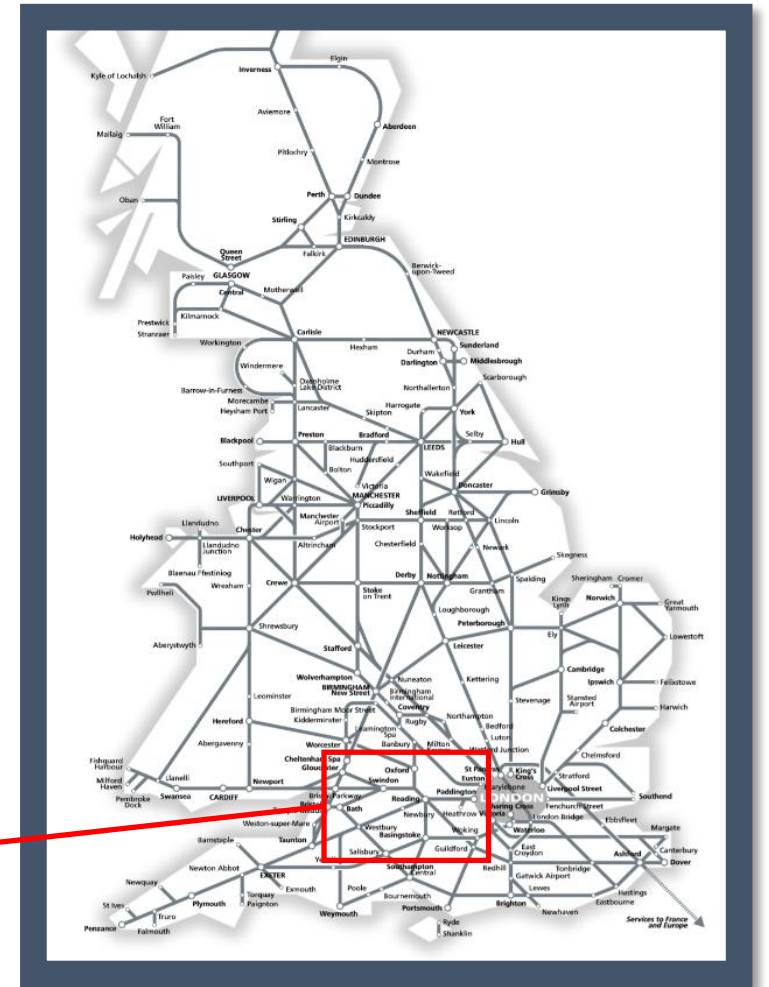 Elgin
Inverness
Kyle of Lochalsh
Aviemore
Fort
William
Mallaig
Aberdeen
Pitlochry
Montrose
Perth
Dundee
Oban
Stirling
Kirkcaldy
EDINBURGH
Queen
Street
Falkirk
Berwick-
upon-Tweed
Paisley
GLASGOW
Central
Motherwell
Prestwick
Kilmarnock
Stranraer
Carlisle
NEWCASTLE
Workington
Hexham
Sunderland
Durham
Darlington
Middlesbrough
Windermere
Oxenholme
Lake District
Northallerton
Scarborough
Barrow-in-Furness
Morecambe
Heysham Port
Lancaster
Harrogate
Skipton
York
Blackpool
Preston
Bradford
Selby
Hull
Blackburn
LEEDS
Huddersfield
Southport
Bolton
Wakefield
Wigan
Victoria
Doncaster
MANCHESTER
Piccadilly
Grimsby
LIVERPOOL
Warrington
Manchester
Airport
Sheffield
Retford
Llandudno
Stockport
Worksop
Lincoln
Holyhead
Chester
Llandudno
Junction
Altrincham
Chesterfield
Newark
Skegness
Blaenau Ffestiniog
Pwllheli
Wrexham
Crewe
Stoke
on Trent
Derby
Nottingham
Grantham
Spalding
Sheringham
Cromer
Kings
Lynn
Norwich
Great
Yarmouth
Loughborough
Peterborough
Shrewsbury
Ely
Lowestoft
Aberystwyth
Stafford
Leicester
Wolverhampton
Nuneaton
Kettering
Cambridge
BIRMINGHAM
New Street
Birmingham
International
Ipswich
Felixstowe
Leominster
Stevenage
Stansted
Airport
Birmingham Moor Street
Coventry
Harwich
Kidderminster
Rugby
Northampton
Hereford
Leamington
Spa
Bedford
Colchester
Worcester
Banbury
Milton
Luton
Abergavenny
Watford Junction
Chelmsford
Cheltenham Spa
Gloucester
Fishguard
Harbour
Oxford
St Pancras
King's
Cross
Stratford
Milford
Haven
Llanelli
Newport
Swindon
Euston
Marylebone
Liverpool Street
Pembroke
Dock
Swansea
CARDIFF
Bristol Parkway
Reading
Paddington
LONDON
Southend
Bath
Charing Cross
Fenchurch Street
Newbury
Heathrow
Victoria
London Bridge
Ebbsfleet
Weston-super-Mare
Westbury
Basingstoke
Woking
Waterloo
Margate
Barnstaple
Taunton
Salisbury
Guildford
East
Croydon
Canterbury
Tonbridge
Ashford
Dover
Newton Abbot
EXETER
Southampton
Central
Redhill
Gatwick Airport
Newquay
Exmouth
Poole
Lewes
Hastings
Torquay
Paignton
Bournemouth
Eastbourne
St Ives
Plymouth
Portsmouth
Brighton
Newhaven
Truro
Weymouth
Ryde
Services to France
and Europe
Penzance
Falmouth
Shanklin